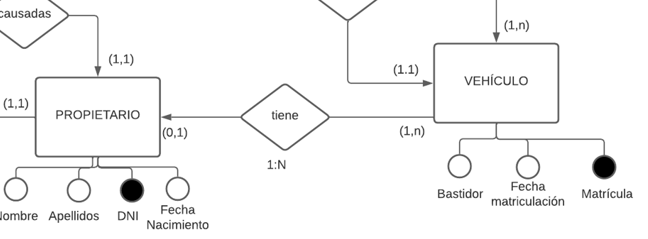 causadas
(1,n)
(1,1)
(1.1)
VEHÍCULO
(1,1)
PROPIETARIO
tiene
(0,1)
(1,n)
1:N
Bastidor
Fecha
matriculación
Matrícula
Nombre
Apellidos
DNI
Fecha
Nacimiento